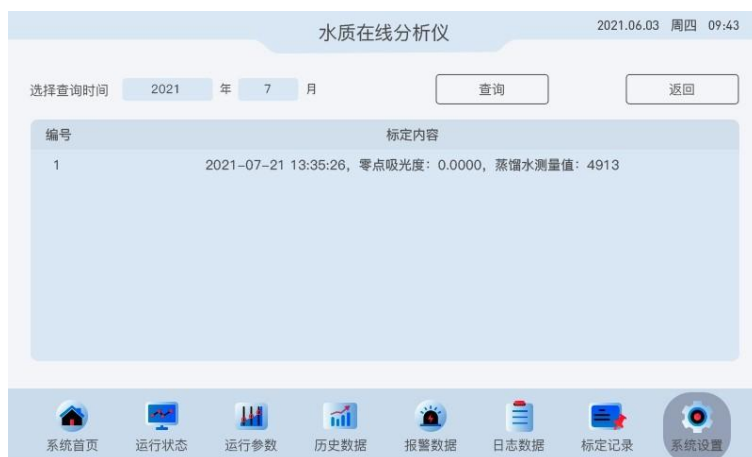 水质在线分析仪 2021.06.03 周四 09:43
选择查询时间 2021 年 7 月 查询 返回
编号 标定内容
1 2021-07-21 13:35:26, 零点吸光度: 0.0000, 蒸馏水测量值: 4913
系统首页 运行状态 运行参数 历史数据 报警数据 日志数据 标定记录 系统设置